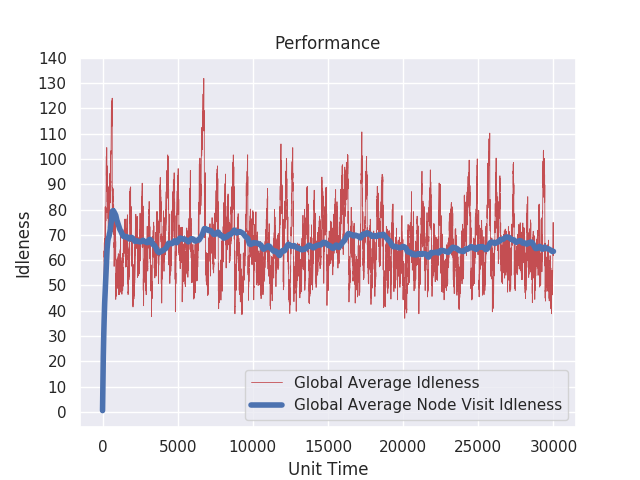 Performance
140
130
120
110
100
90
80
70
60
50
40
30
20
10
0
Idleness
Global Average Idleness
Global Average Node Visit Idleness
0 5000 10000 15000 20000 25000 30000
Unit Time